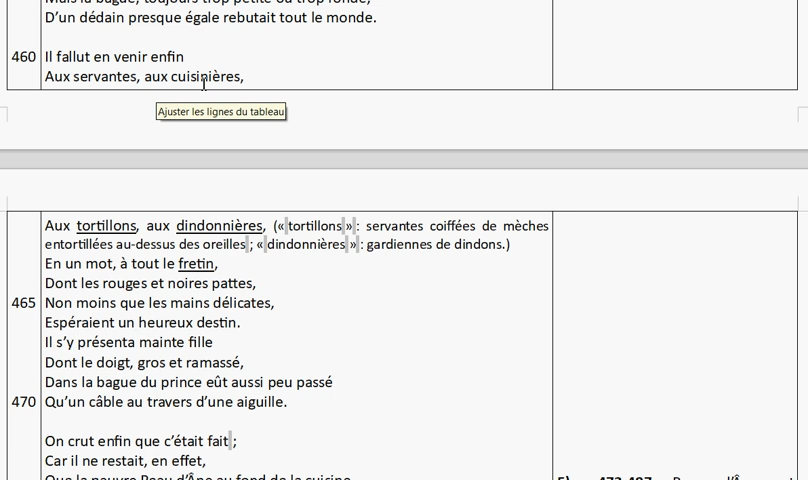 D'un dédain presque égale rebutait tout le monde.
460 Il fallut en venir enfin
Aux servantes, aux cuisinières,
Ajuster les lignes du tableau
Aux tortillons, aux dindonnières, (« tortillons » : servantes coiffées de mèches
entortillées au-dessus des oreilles ; « dindonnières » : gardiennes de dindons.)
En un mot, à tout le fretin,
Dont les rouges et noires pattes,
465 Non moins que les mains délicates,
Espéraient un heureux destin.
Il s'y présenta mainte fille
Dont le doigt, gros et ramassé,
Dans la bague du prince eût aussi peu passé
470 Qu'un câble au travers d'une aiguille.
On crut enfin que c'était fait ;
Car il ne restait, en effet,